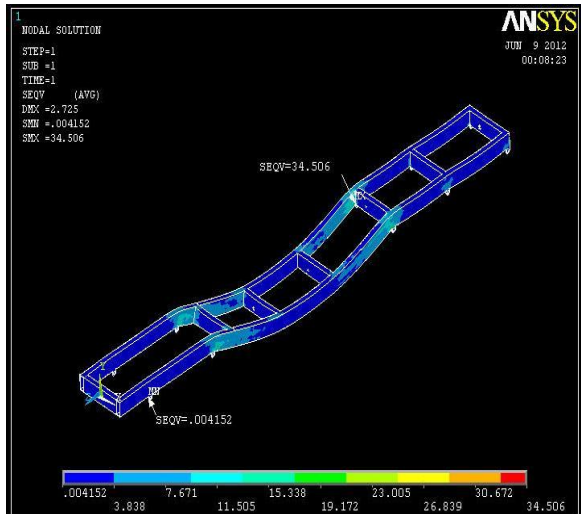 1
NODAL SOLUTION
STEP=1
SUB =1
TIME=1
SEQV (AVG)
DMX =2.725
SMN =.004152
SMX =34.506
ANSYS
JUN 9 2012
00:08:23
SEQV=34.506
MX
Y
Z
MN
SEQV=.004152
.004152 7.671 15.338 23.005 30.672
3.838 11.505 19.172 26.839 34.506